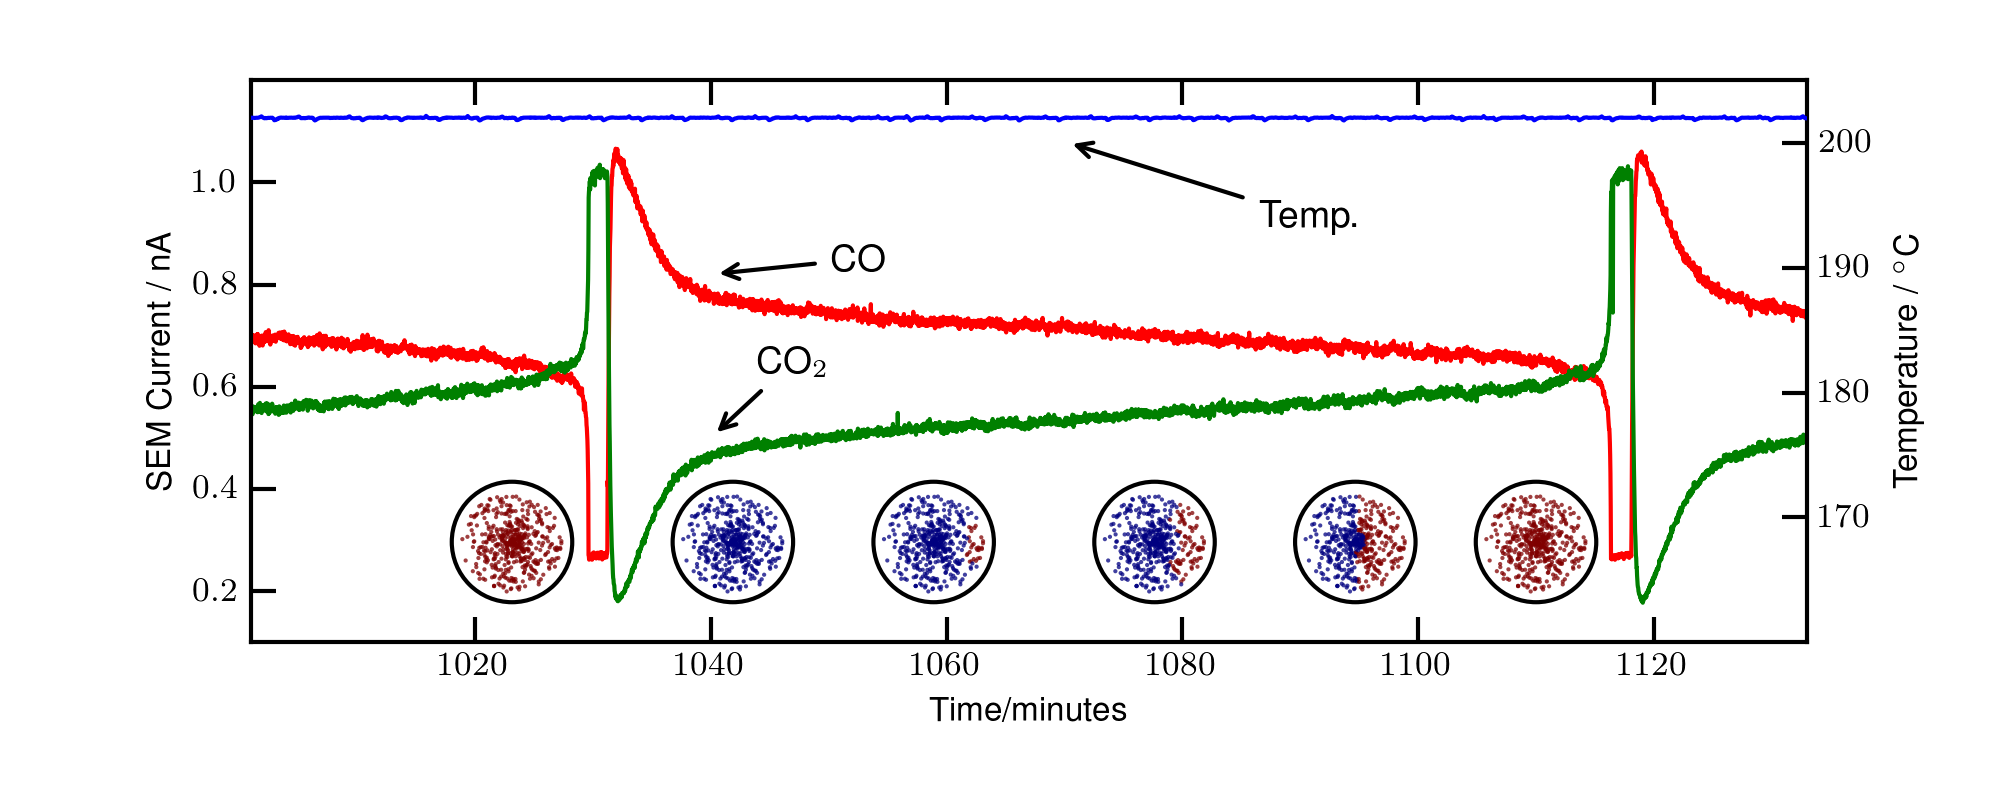 Temp.
CO
CO₂
1.0
0.8
0.6
0.4
0.2
SEM Current / nA
200
190
180
170
Temperature / °C
1020 1040 1060 1080 1100 1120
Time/minutes